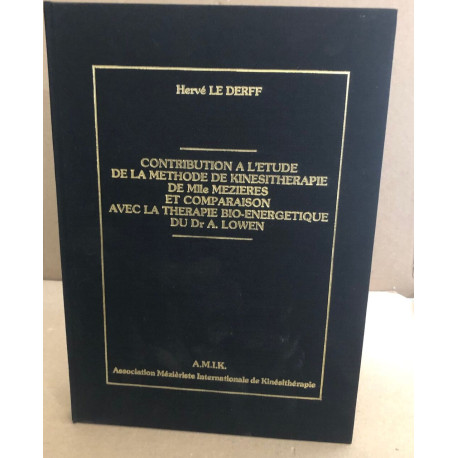 Hervé LE DERFF
CONTRIBUTION A L'ETUDE
DE LA METHODE DE KINESITHERAPIE
DE Mlle MEZIERES
ET COMPARAISON
AVEC LA THERAPIE BIO-ENERGETIQUE
DU Dr A. LOWEN
A.M.I.K.
Association Mézièriste Internationale de Kinésithérapie